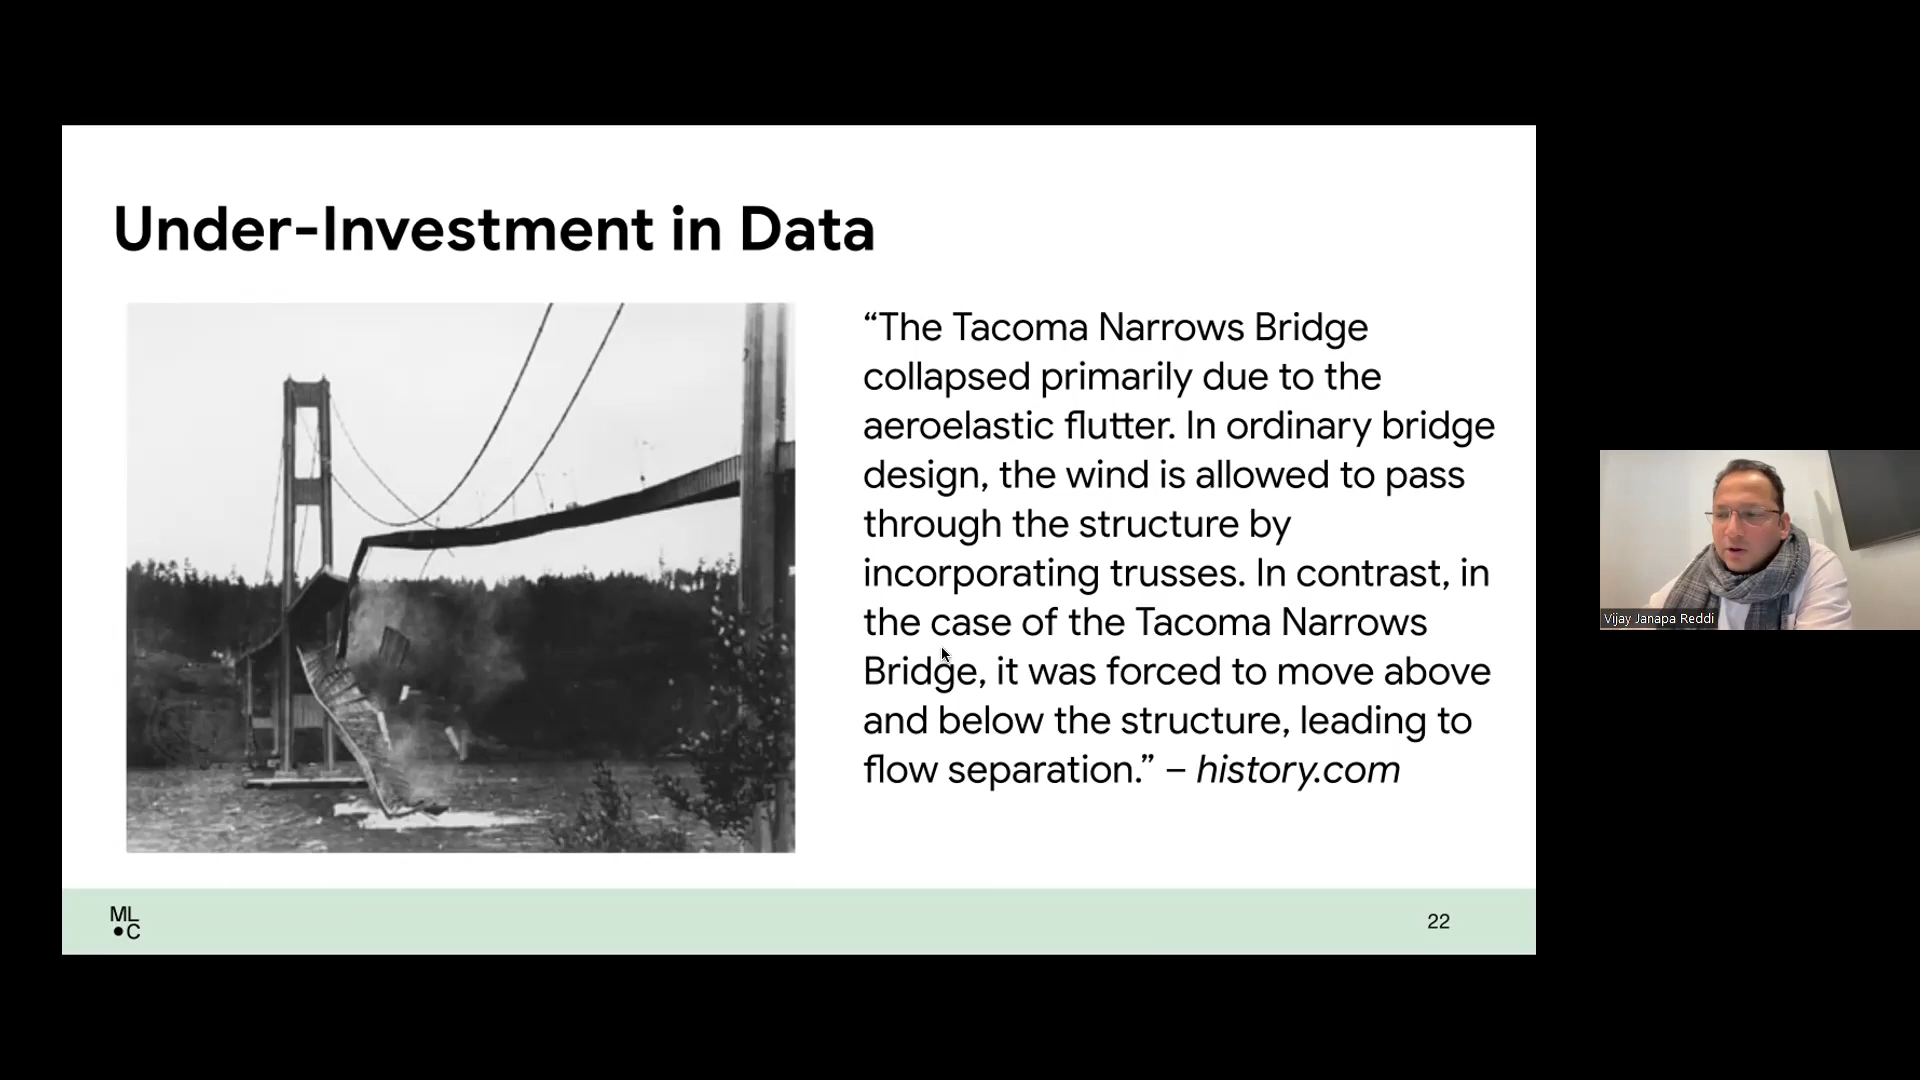 Under-Investment in Data
“The Tacoma Narrows Bridge
collapsed primarily due to the
aeroelastic flutter. In ordinary bridge
design, the wind is allowed to pass
through the structure by
incorporating trusses. In contrast, in
the case of the Tacoma Narrows
Bridge, it was forced to move above
and below the structure, leading to
flow separation.” – history.com
Vijay Janapa Reddi
ML
C
22